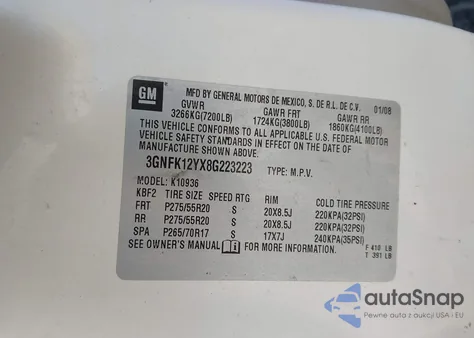 GM
MFD BY GENERAL MOTORS DE MEXICO, S. DE R.L. DE C.V. 01/08
GVWR GAWR FRT GAWR RR
3266KG(7200LB) 1724KG(3800LB) 1860KG(4100LB)
THIS VEHICLE CONFORMS TO ALL APPLICABLE U.S. FEDERAL MOTOR
VEHICLE SAFETY STANDARDS IN EFFECT ON THE DATE OF
MANUFACTURE SHOWN ABOVE.
3GNFK12YX8G223223 TYPE: M.P.V.
MODEL: K10936
KBF2 TIRE SIZE SPEED RTG RIM COLD TIRE PRESSURE
FRT P275/55R20 S 20X8.5J 220KPA(32PSI)
RR P275/55R20 S 20X8.5J 220KPA(32PSI)
SPA P265/70R17 S 17X7J 240KPA(35PSI)
SEE OWNER'S MANUAL i FOR MORE INFORMATION. F 410 LB
T 391 LB
autoSnap
Pewne auta z aukcji USA i EU